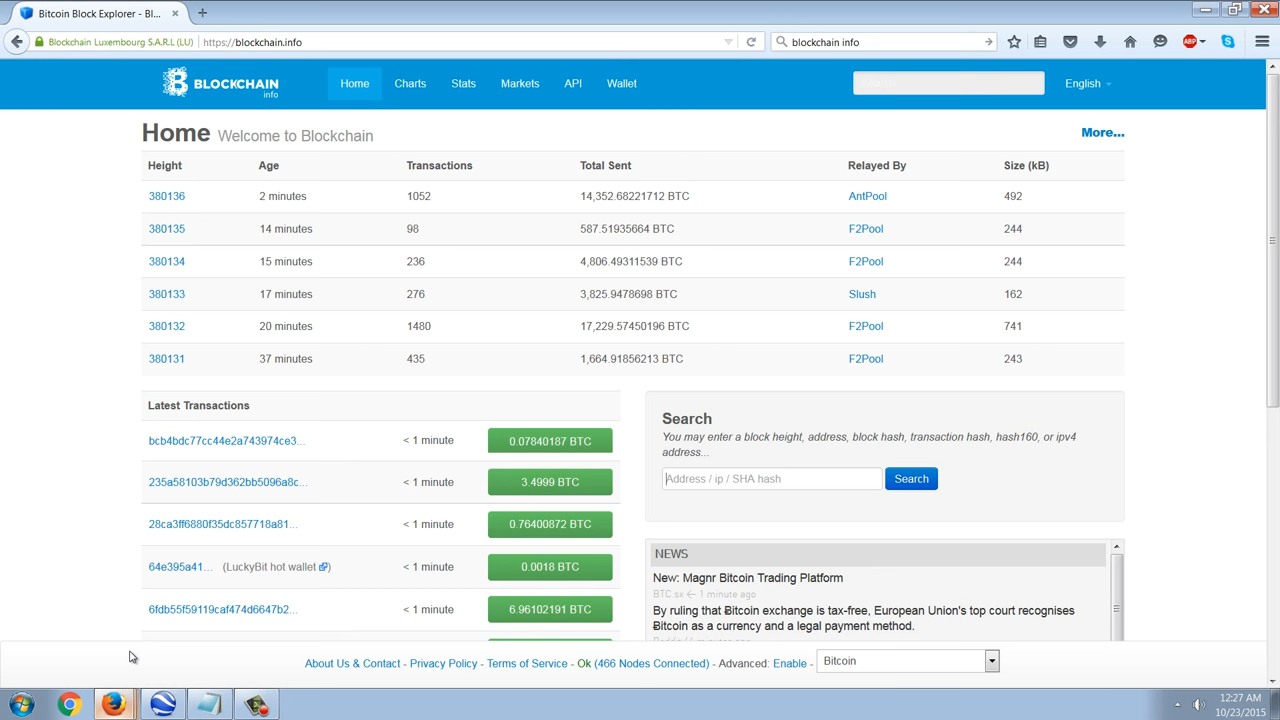 Bitcoin Block Explorer - Bl...
Blockchain Luxembourg S.A.R.L (LU)
https://blockchain.info
blockchain info
ABP
BLOCKCHAIN
info
Home
Charts
Stats
Markets
API
Wallet
English
Home Welcome to Blockchain
More...
Height Age Transactions Total Sent Relayed By Size (kB)
380136 2 minutes 1052 14,352.68221712 BTC AntPool 492
380135 14 minutes 98 587.51935664 BTC F2Pool 244
380134 15 minutes 236 4,806.49311539 BTC F2Pool 244
380133 17 minutes 276 3,825.9478698 BTC Slush 162
380132 20 minutes 1480 17,229.57450196 BTC F2Pool 741
380131 37 minutes 435 1,664.91856213 BTC F2Pool 243
Latest Transactions
bcb4bdc77cc44e2a743974ce3... < 1 minute 0.07840187 BTC
235a58103b79d362bb5096a8c... < 1 minute 3.4999 BTC
28ca3ff6880f35dc857718a81... < 1 minute 0.76400872 BTC
64e395a41... (LuckyBit hot wallet) < 1 minute 0.0018 BTC
6fdb55f59119caf474d6647b2... < 1 minute 6.96102191 BTC
Search
You may enter a block height, address, block hash, transaction hash, hash160, or ipv4
address...
Address / ip / SHA hash
Search
NEWS
New: Magnr Bitcoin Trading Platform
BTC.sx ← 1 minute ago
By ruling that Ƀitcoin exchange is tax-free, European Union's top court recognises
Ƀitcoin as a currency and a legal payment method.
About Us & Contact - Privacy Policy - Terms of Service - Ok (466 Nodes Connected) - Advanced: Enable -
Bitcoin
12:27 AM
10/23/2015